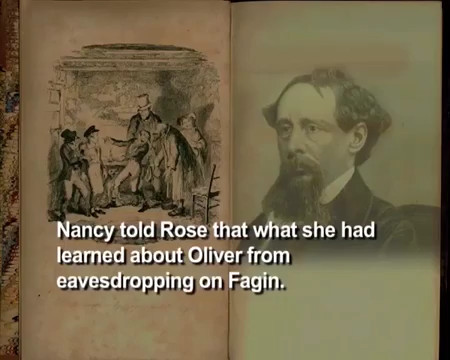 Nancy told Rose that what she had
learned about Oliver from
eavesdropping on Fagin.